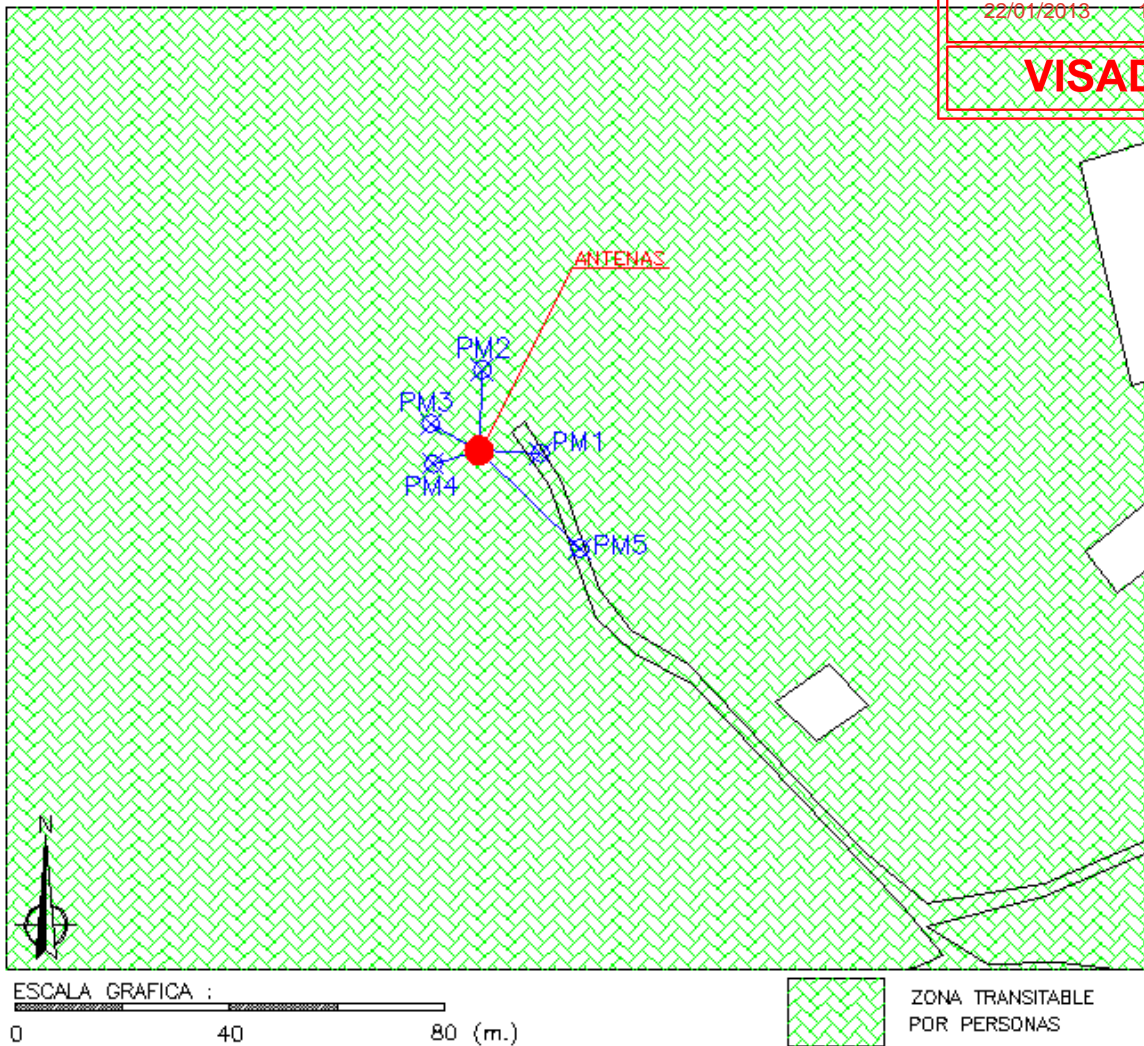 22/01/2013
VISAD
ANTENAS
PM2
PM3
PM1
PM4
PM5
N
ESCALA GRAFICA :
0 40 80 (m.)
ZONA TRANSITABLE
POR PERSONAS